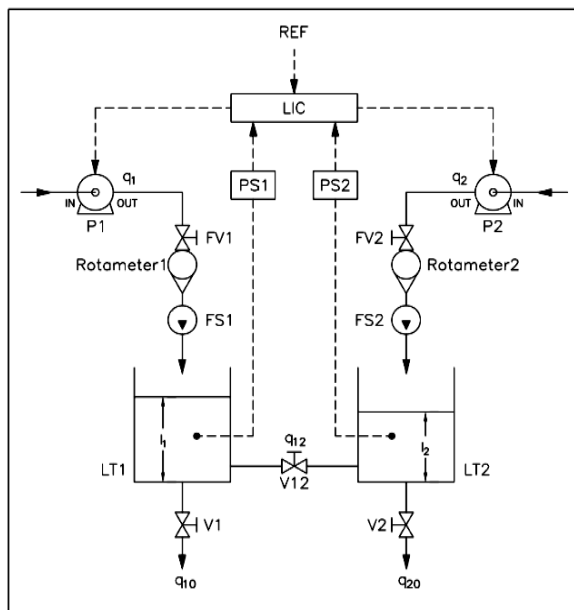 REF
LIC
q1 PS1 PS2 q2
IN OUT OUT IN
P1 P2
FV1 FV2
Rotameter1 Rotameter2
FS1 FS2
l1 q12 l2
LT1 V12 LT2
V1 V2
q10 q20